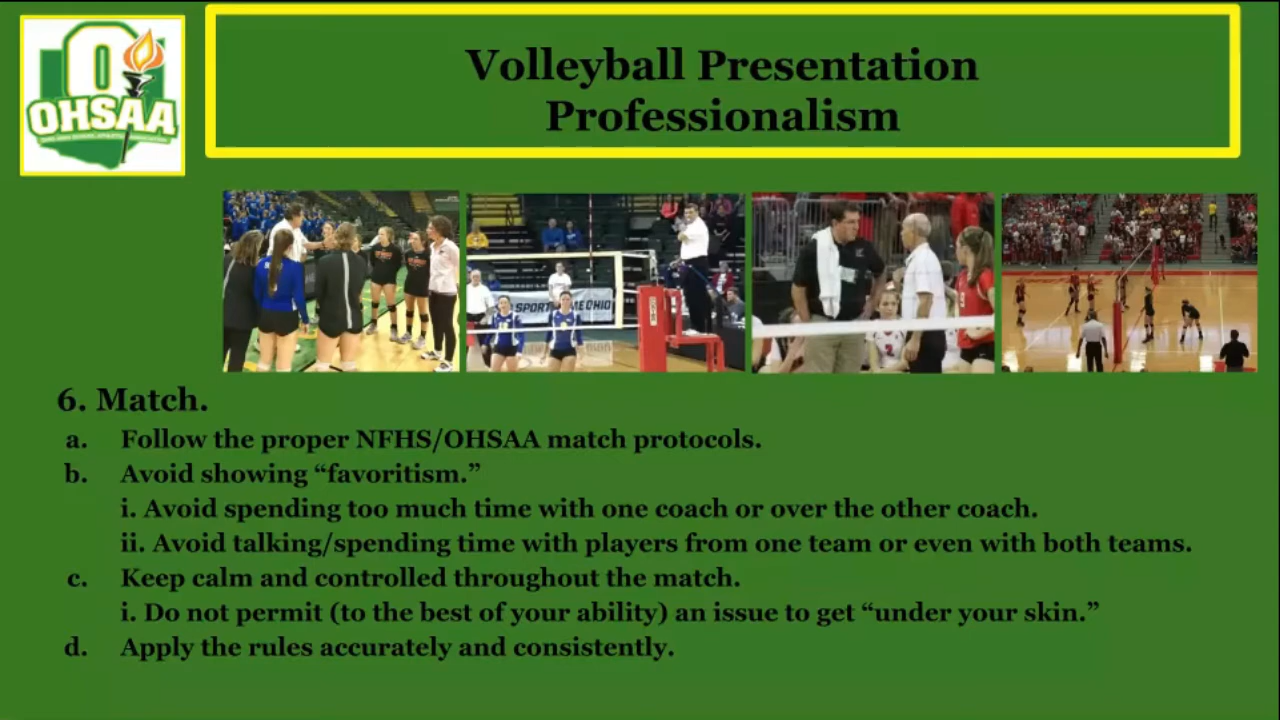 OHSAA
Volleyball Presentation
Professionalism
SPORTS TIME OHIO
6. Match.
a. Follow the proper NFHS/OHSAA match protocols.
b. Avoid showing “favoritism.”
i. Avoid spending too much time with one coach or over the other coach.
ii. Avoid talking/spending time with players from one team or even with both teams.
c. Keep calm and controlled throughout the match.
i. Do not permit (to the best of your ability) an issue to get “under your skin.”
d. Apply the rules accurately and consistently.